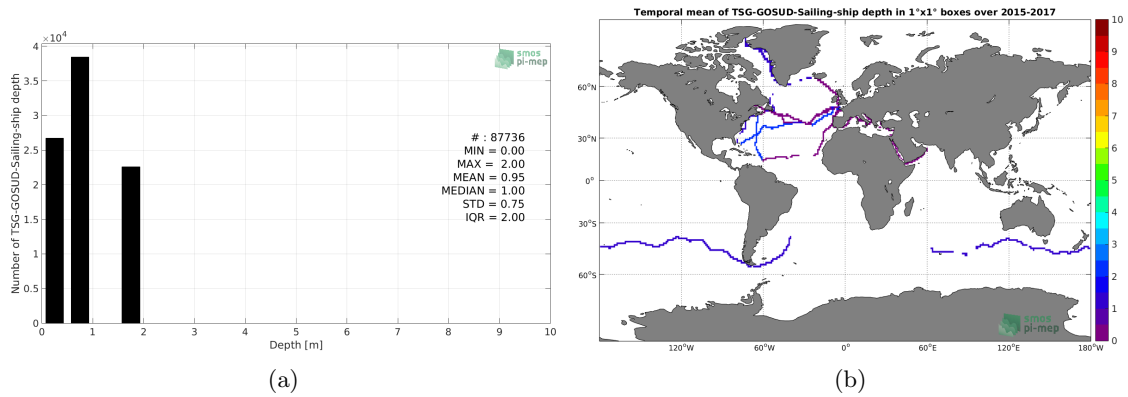 ×10⁴
4
3.5
3
2.5
2
1.5
1
0.5
0
Number of TSG-GOSUD-Sailing-ship depth
smos
pi-mep
# : 87736
MIN = 0.00
MAX = 2.00
MEAN = 0.95
MEDIAN = 1.00
STD = 0.75
IQR = 2.00
0 1 2 3 4 5 6 7 8 9 10
Depth [m]
(a)
Temporal mean of TSG-GOSUD-Sailing-ship depth in 1°x1° boxes over 2015-2017
60°N
30°N
0°
30°S
60°S
120°W 60°W 0° 60°E 120°E 180°W
smos
pi-mep
10
9
8
7
6
5
4
3
2
1
0
(b)